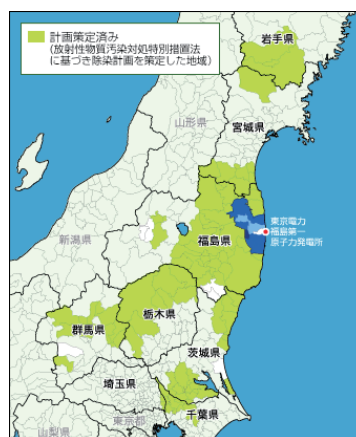 計画策定済み
(放射性物質汚染対処特別措置法
に基づき除染計画を策定した地域)
岩手県
山形県
宮城県
東京電力
福島第一
原子力発電所
新潟県
福島県
栃木県
群馬県
茨城県
埼玉県
東京都
千葉県
山梨県